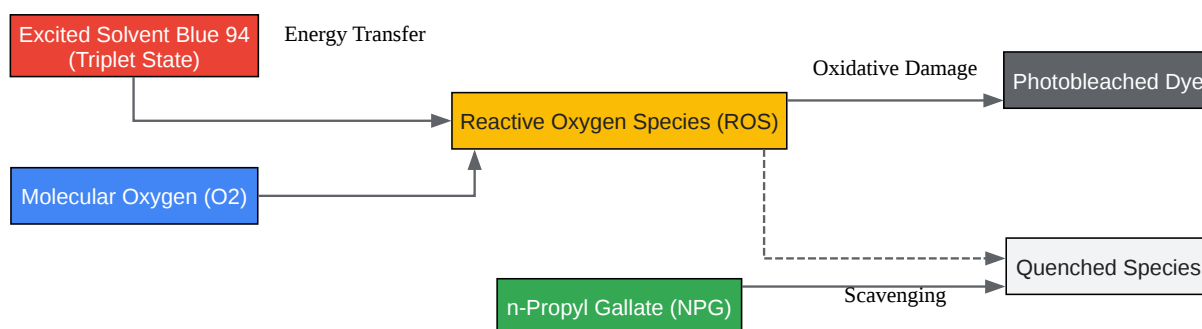 Excited Solvent Blue 94
(Triplet State)
Energy Transfer
Oxidative Damage
Photobleached Dye
Reactive Oxygen Species (ROS)
Molecular Oxygen (O2)
Quenched Species
n-Propyl Gallate (NPG)
Scavenging